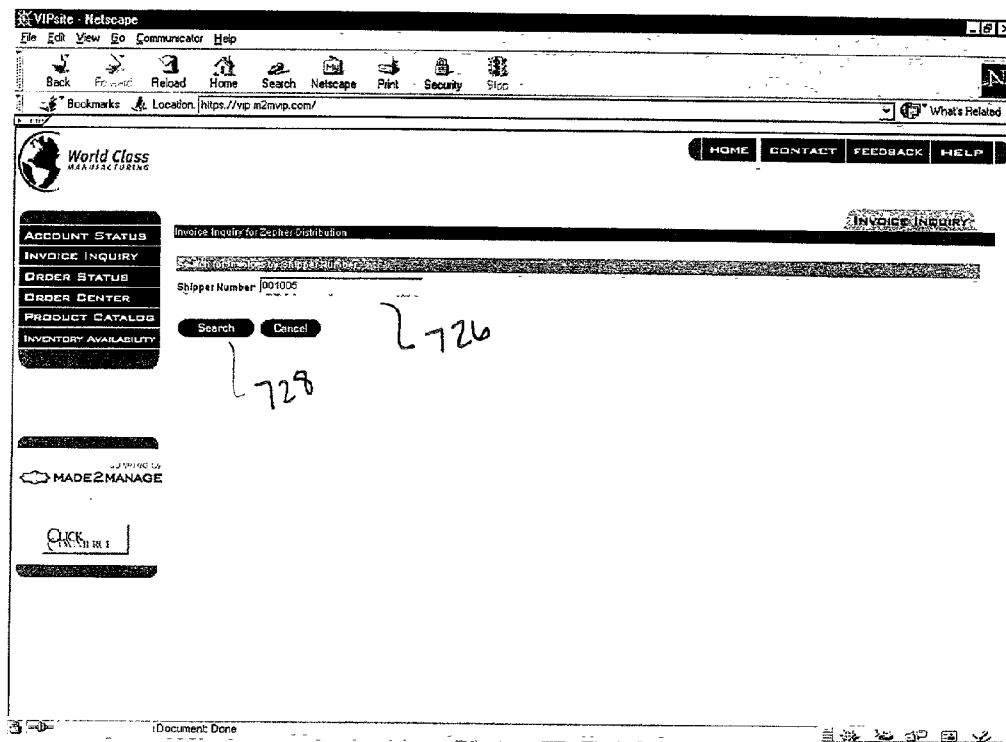 VIPsite - Netscape
File Edit View Go Communicator Help
Back Forward Reload Home Search Netscape Print Security Stop
Bookmarks Location: https://vip.m2mvip.com/ What's Related
World Class
MANUFACTURING
HOME CONTACT FEEDBACK HELP
INVOICE INQUIRY
ACCOUNT STATUS
INVOICE INQUIRY
ORDER STATUS
ORDER CENTER
PRODUCT CATALOG
INVENTORY AVAILABILITY
Invoice Inquiry for Zepher Distribution
Shipper Number 001005
Search Cancel
726
728
MADE2MANAGE
CLICK
Document: Done